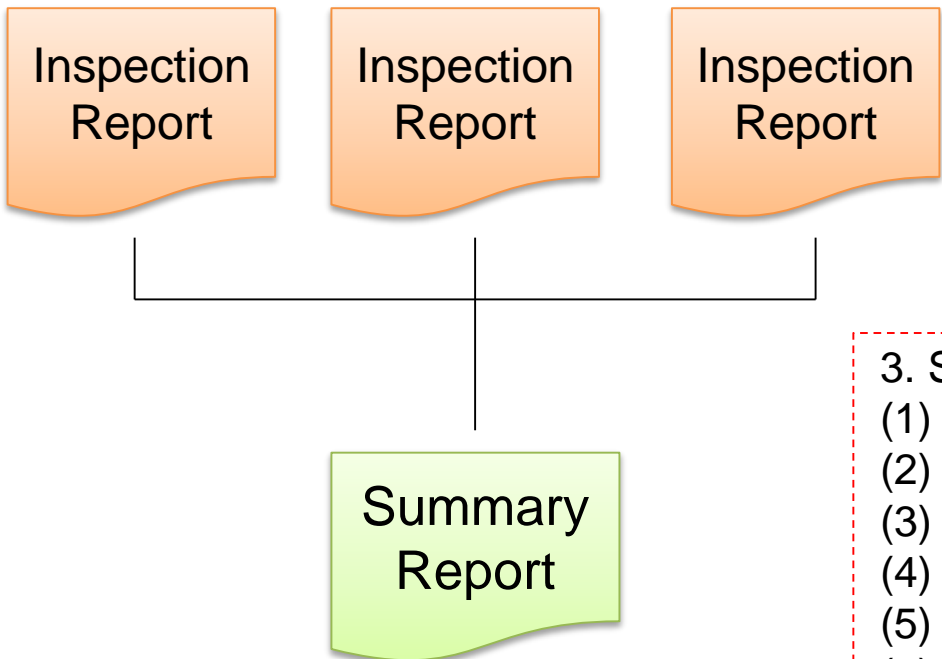 Inspection
Report
Inspection
Report
Inspection
Report
Summary
Report
3. S
(1)
(2)
(3)
(4)
(5)